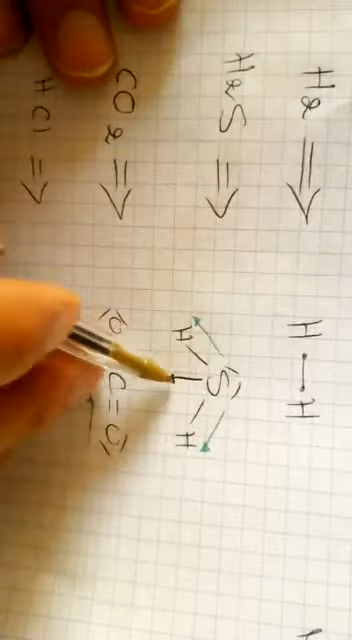 H2 ⇒ H—H
H2S ⇒ S
H H
CO2 ⇒ O C=O
HCl ⇒